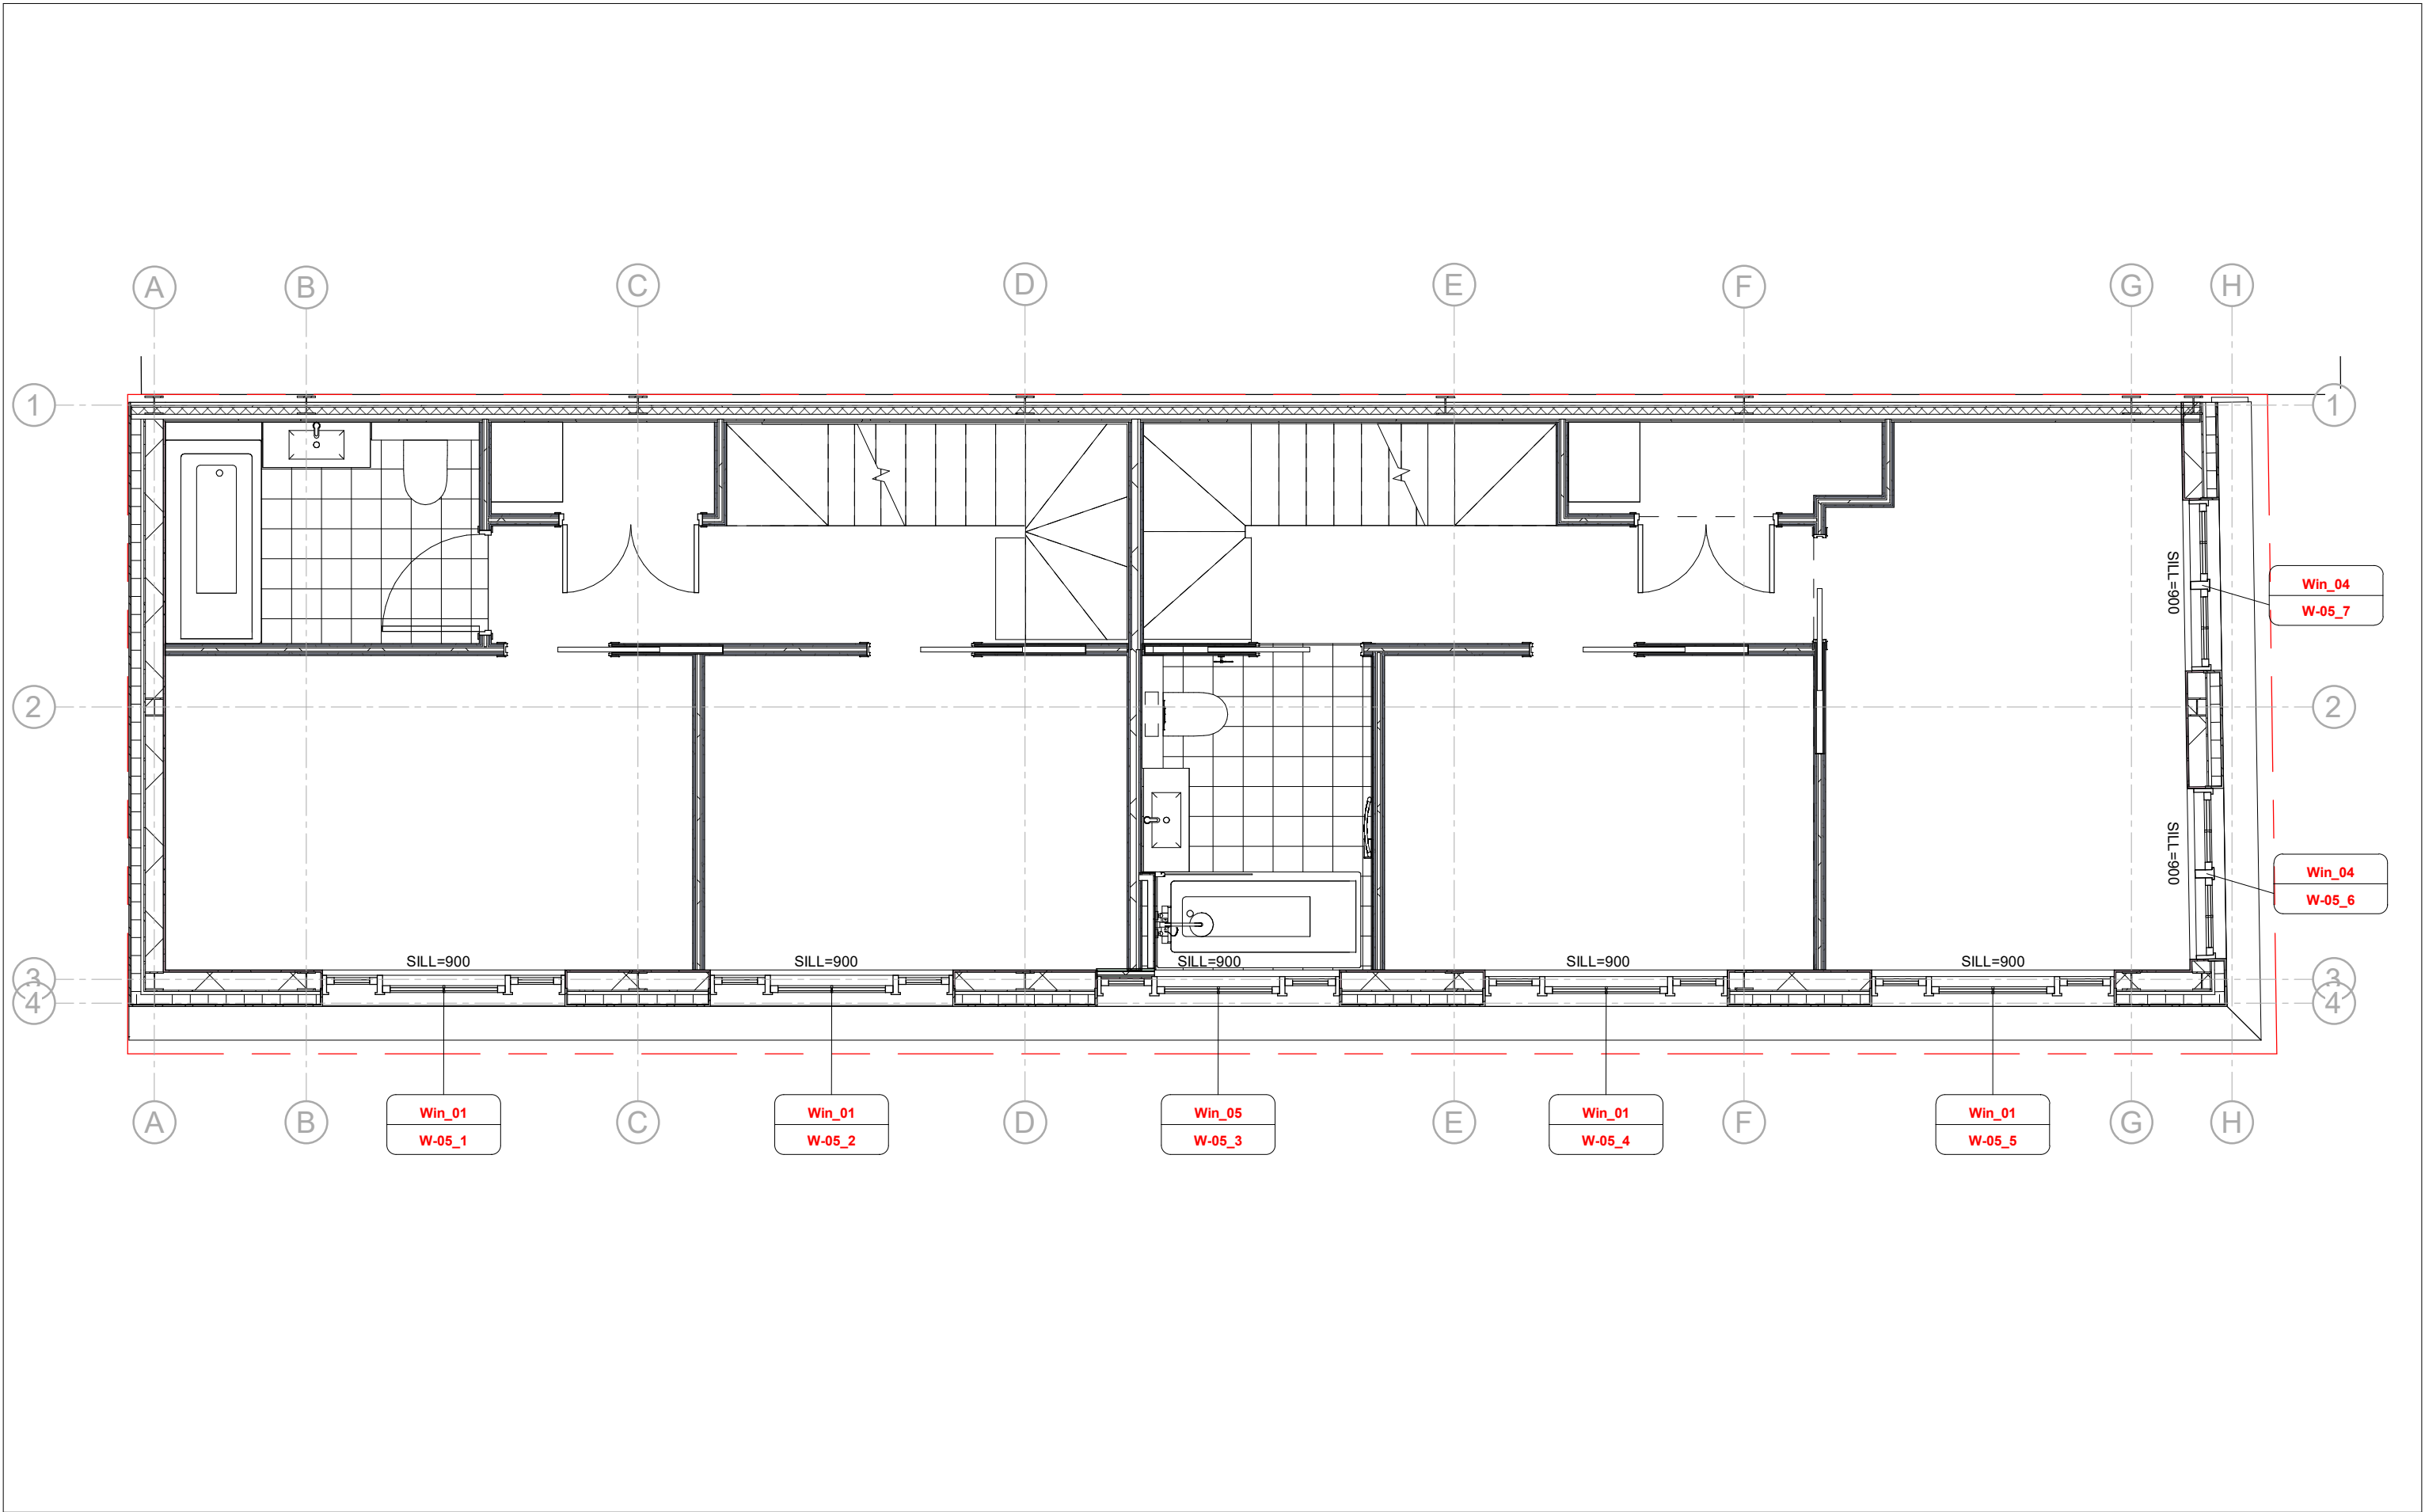 A B C D E F G H
1 1
SILL=900
Win_04
W-05_7
2 2
SILL=900
Win_04
W-05_6
SILL=900 SILL=900 SILL=900 SILL=900 SILL=900
3 3
4 4
Win_01 Win_01 Win_05 Win_01 Win_01
A B C D E F G H
W-05_1 W-05_2 W-05_3 W-05_4 W-05_5